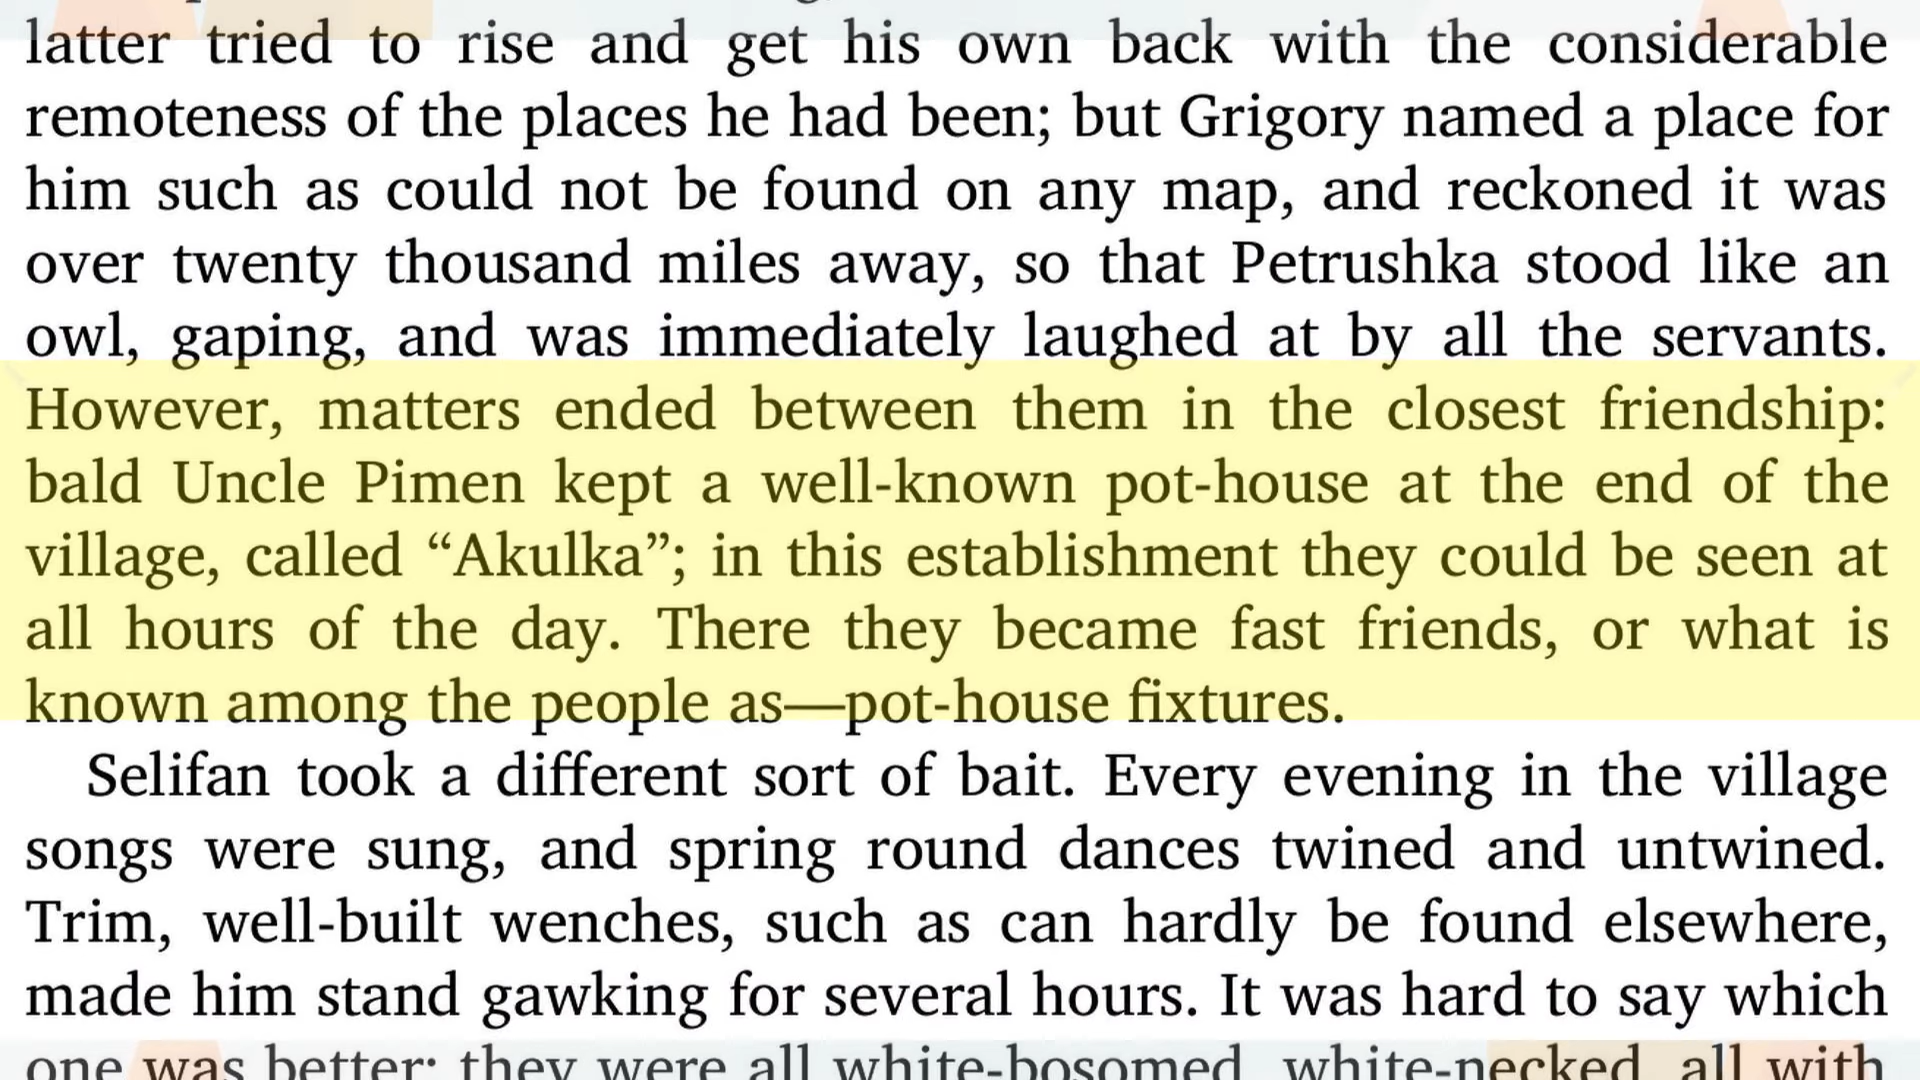 latter tried to rise and get his own back with the considerable
remoteness of the places he had been; but Grigory named a place for
him such as could not be found on any map, and reckoned it was
over twenty thousand miles away, so that Petrushka stood like an
owl, gaping, and was immediately laughed at by all the servants.
However, matters ended between them in the closest friendship:
bald Uncle Pimen kept a well-known pot-house at the end of the
village, called “Akulka”; in this establishment they could be seen at
all hours of the day. There they became fast friends, or what is
known among the people as—pot-house fixtures.
Selifan took a different sort of bait. Every evening in the village
songs were sung, and spring round dances twined and untwined.
Trim, well-built wenches, such as can hardly be found elsewhere,
made him stand gawking for several hours. It was hard to say which
one was better: they were all white-bosomed, white-necked, all with